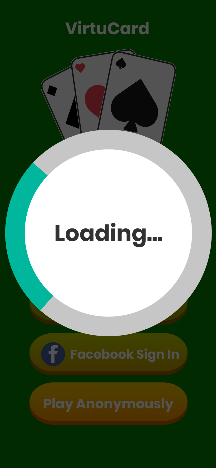 VirtuCard
Loading...
Facebook Sign In
Play Anonymously